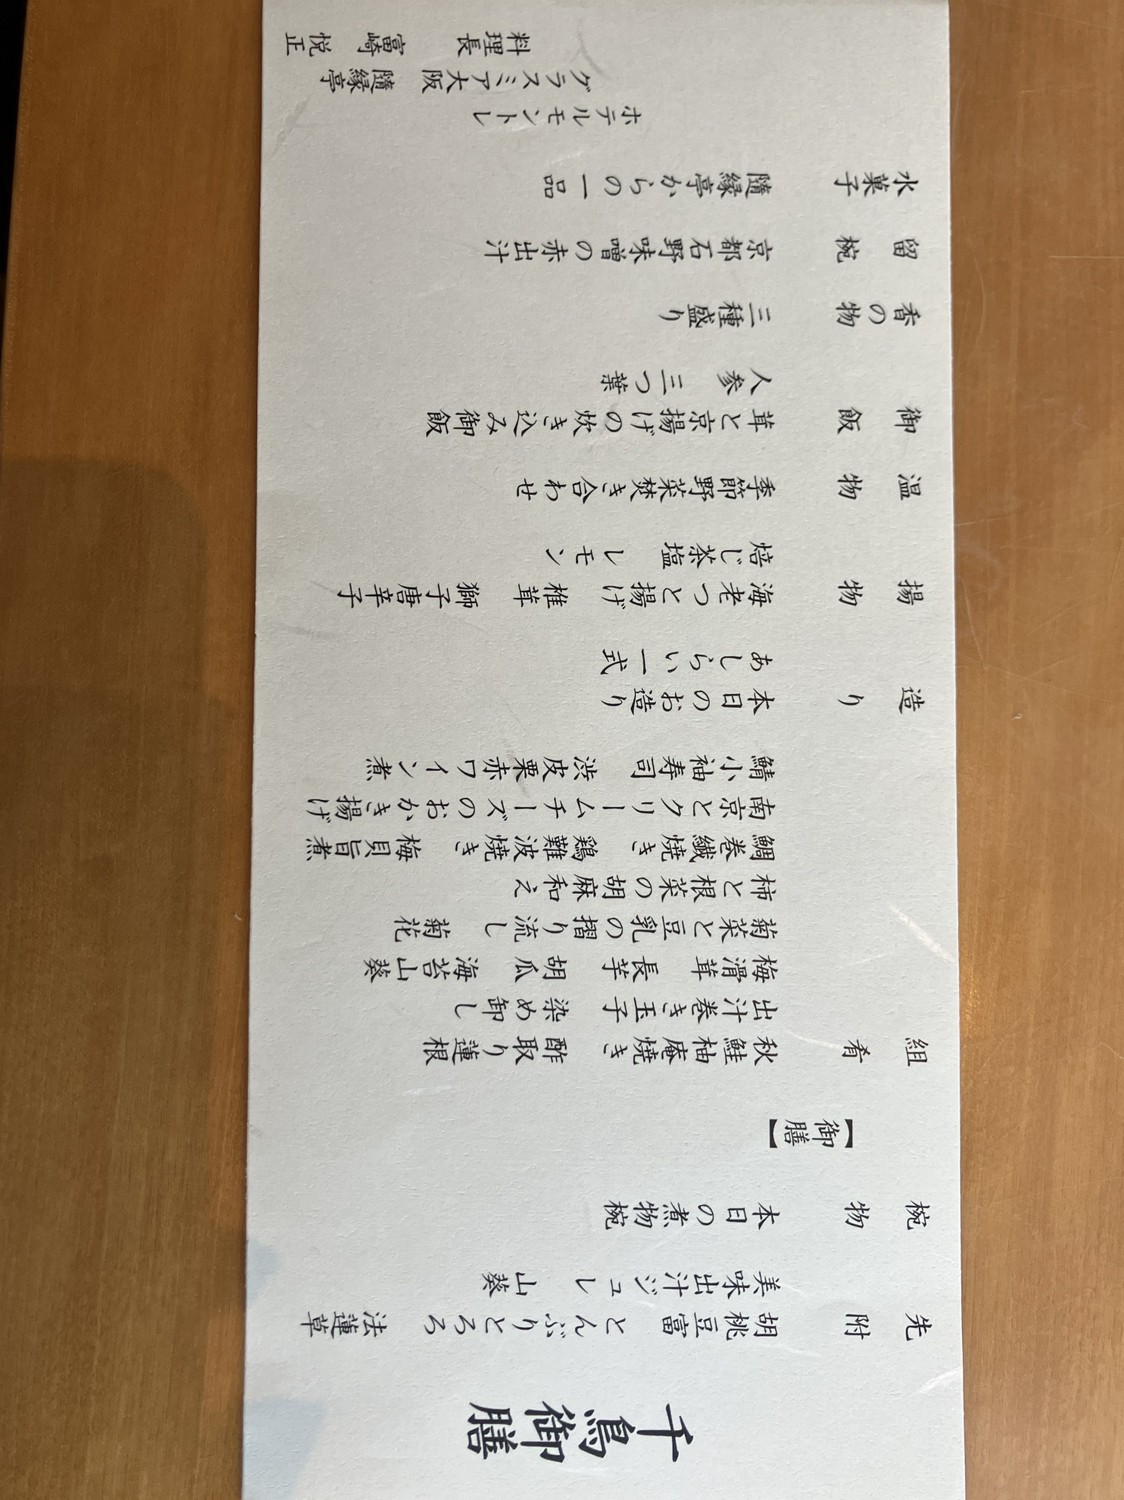 千鳥御膳
先附 胡桃豆富 とんぶりとろろ 法蓮草
美味出汁ジュレ 山葵
椀物 本日の煮物椀
【御膳】
組肴 秋鮭柚庵焼き 酢取り蓮根
出汁巻き玉子 染め卸し
梅滑茸 長芋 胡瓜 海苔山葵
菊菜と豆乳の摺り流し 菊花
柿と根菜の胡麻和え
鯛巻繊焼き 鶏難波焼き 梅貝旨煮
南京とクリームチーズのおかき揚げ
鯖小袖寿司 渋皮栗赤ワイン煮
造り 本日のお造り
あしらい一式
揚物 海老つと揚げ 椎茸 獅子唐辛子
焙じ茶塩 レモン
温物 季節野菜焚き合わせ
御飯 茸と京揚げの炊き込み御飯
人参 三つ葉
香の物 三種盛り
留椀 京都石野味噌の赤出汁
水菓子 隨縁亭からの一品
ホテルモントレ
グラスミア大阪 隨縁亭
料理長 富崎 悦正